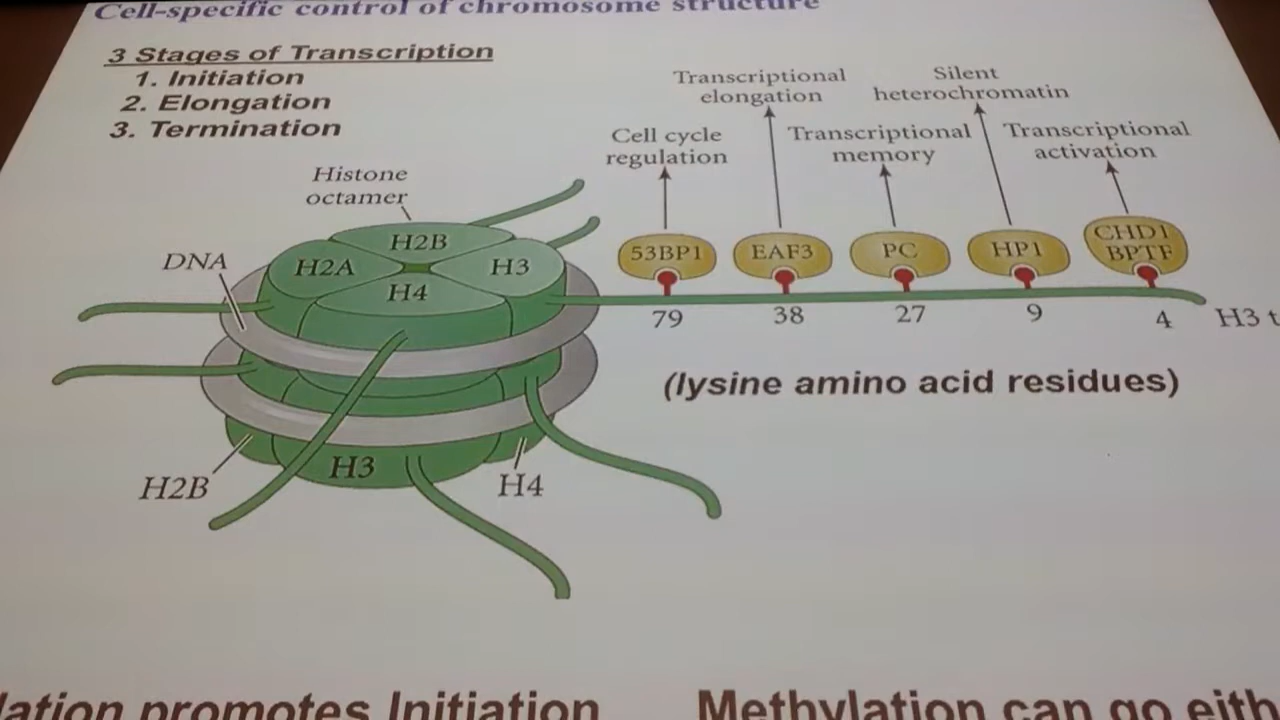 Cell-specific control of chromosome structure
3 Stages of Transcription
1. Initiation
2. Elongation
3. Termination
Transcriptional
elongation
Silent
heterochromatin
Cell cycle
regulation
Transcriptional
memory
Transcriptional
activation
Histone
octamer
DNA
H2B
H2A
H3
H4
53BP1
EAF3
PC
HP1
CHD1
BPTF
79
38
27
9
4
H3 t
(lysine amino acid residues)
H2B
H3
H4
lation promotes Initiation
Methylation can go eith